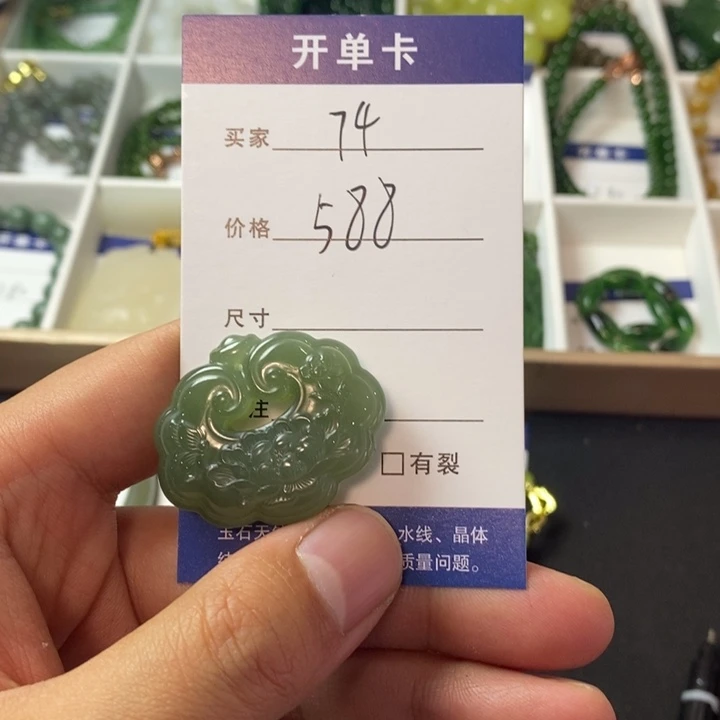 开单卡
买家 74
价格 588
尺寸
注
□有裂
玉石天 水线、晶体
质量问题。